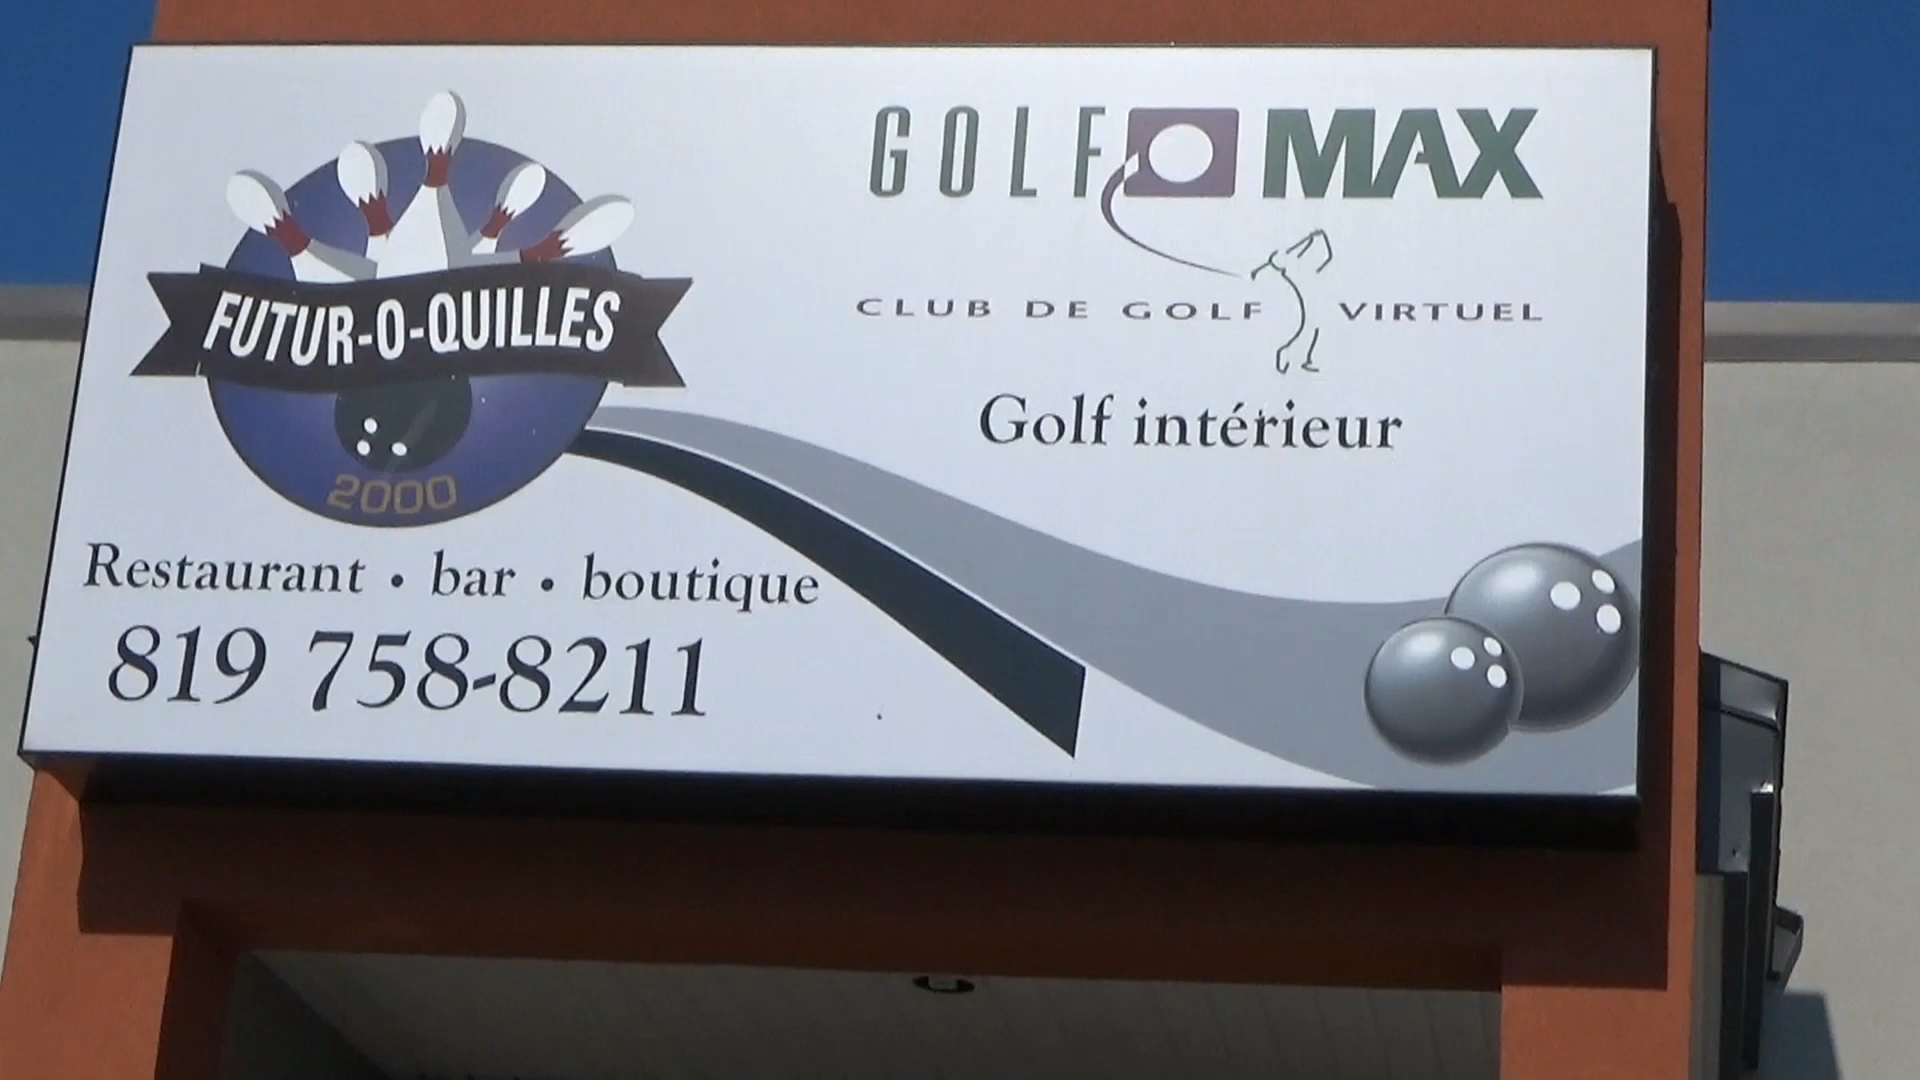 FUTUR-O-QUILLES
2000
Restaurant • bar • boutique
819 758-8211
GOLF O MAX
CLUB DE GOLF VIRTUEL
Golf intérieur